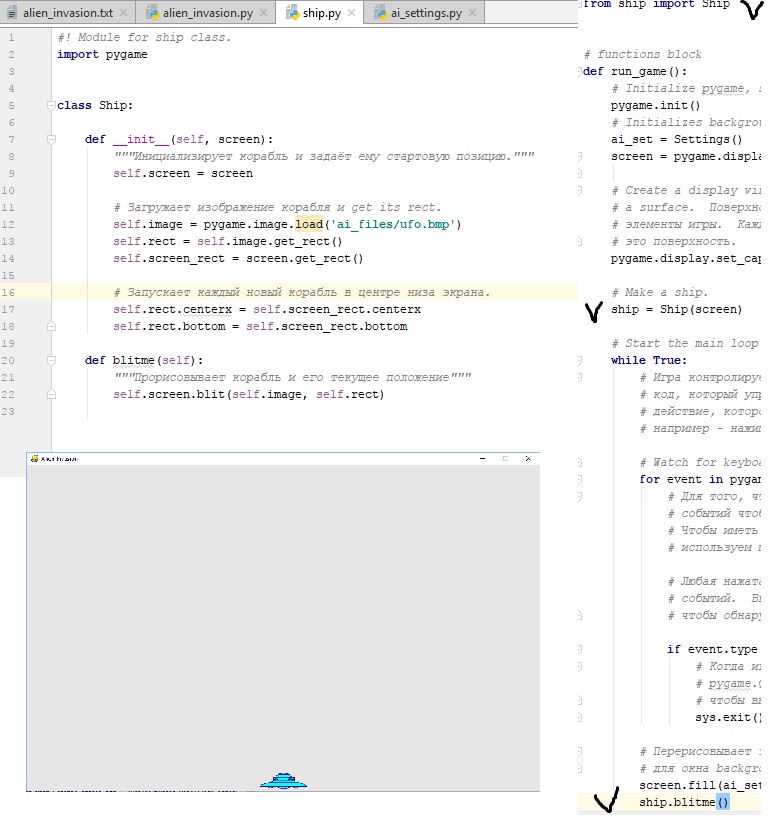 alien_invasion.txt
alien_invasion.py
ship.py
ai_settings.py
1 #! Module for ship class.
2 import pygame
3
4
5 class Ship:
6
7 def __init__(self, screen):
8 """Инициализирует корабль и задаёт ему стартовую позицию."""
9 self.screen = screen
10
11 # Загружает изображение корабля и get its rect.
12 self.image = pygame.image.load('ai_files/ufo.bmp')
13 self.rect = self.image.get_rect()
14 self.screen_rect = screen.get_rect()
15
16 # Запускает каждый новый корабль в центре низа экрана.
17 self.rect.centerx = self.screen_rect.centerx
18 self.rect.bottom = self.screen_rect.bottom
19
20 def blitme(self):
21 """Прорисовывает корабль и его текущее положение"""
22 self.screen.blit(self.image, self.rect)
23
Alien Invasion
from ship import Ship
# functions block
def run_game():
# Initialize pygame, s
pygame.init()
# Initializes backgrou
ai_set = Settings()
screen = pygame.displa
# Create a display wi
a surface. Поверхно
# элементы игры. Каж
# это поверхность.
pygame.display.set_cap
# Make a ship.
ship = Ship(screen)
# Start the main loop
while True:
# Игра контролируе
# код, который упр
# действие, которо
# например - нажи
# Watch for keyboa
for event in pygam
# Для того, чт
# событий чтоб
# Чтобы иметь
# используем
# Любая нажата
# событий. В
# чтобы обнару
if event.type
# Когда и
# pygame.
# чтобы в
sys.exit()
# Перерисовывает
# для окна backgro
screen.fill(ai_set
ship.blitme()